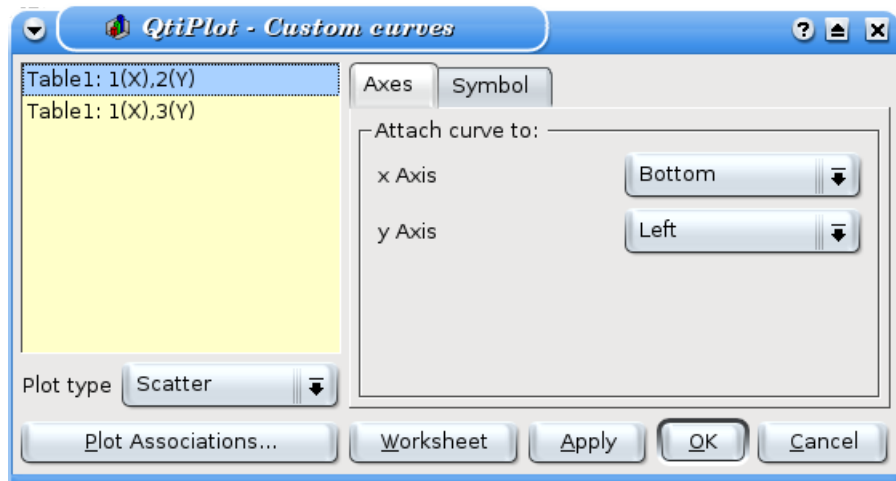 QtiPlot - Custom curves
Table1: 1(X),2(Y)
Table1: 1(X),3(Y)
Plot type Scatter
Plot Associations...
Axes Symbol
Attach curve to:
x Axis Bottom
y Axis Left
Worksheet Apply OK Cancel